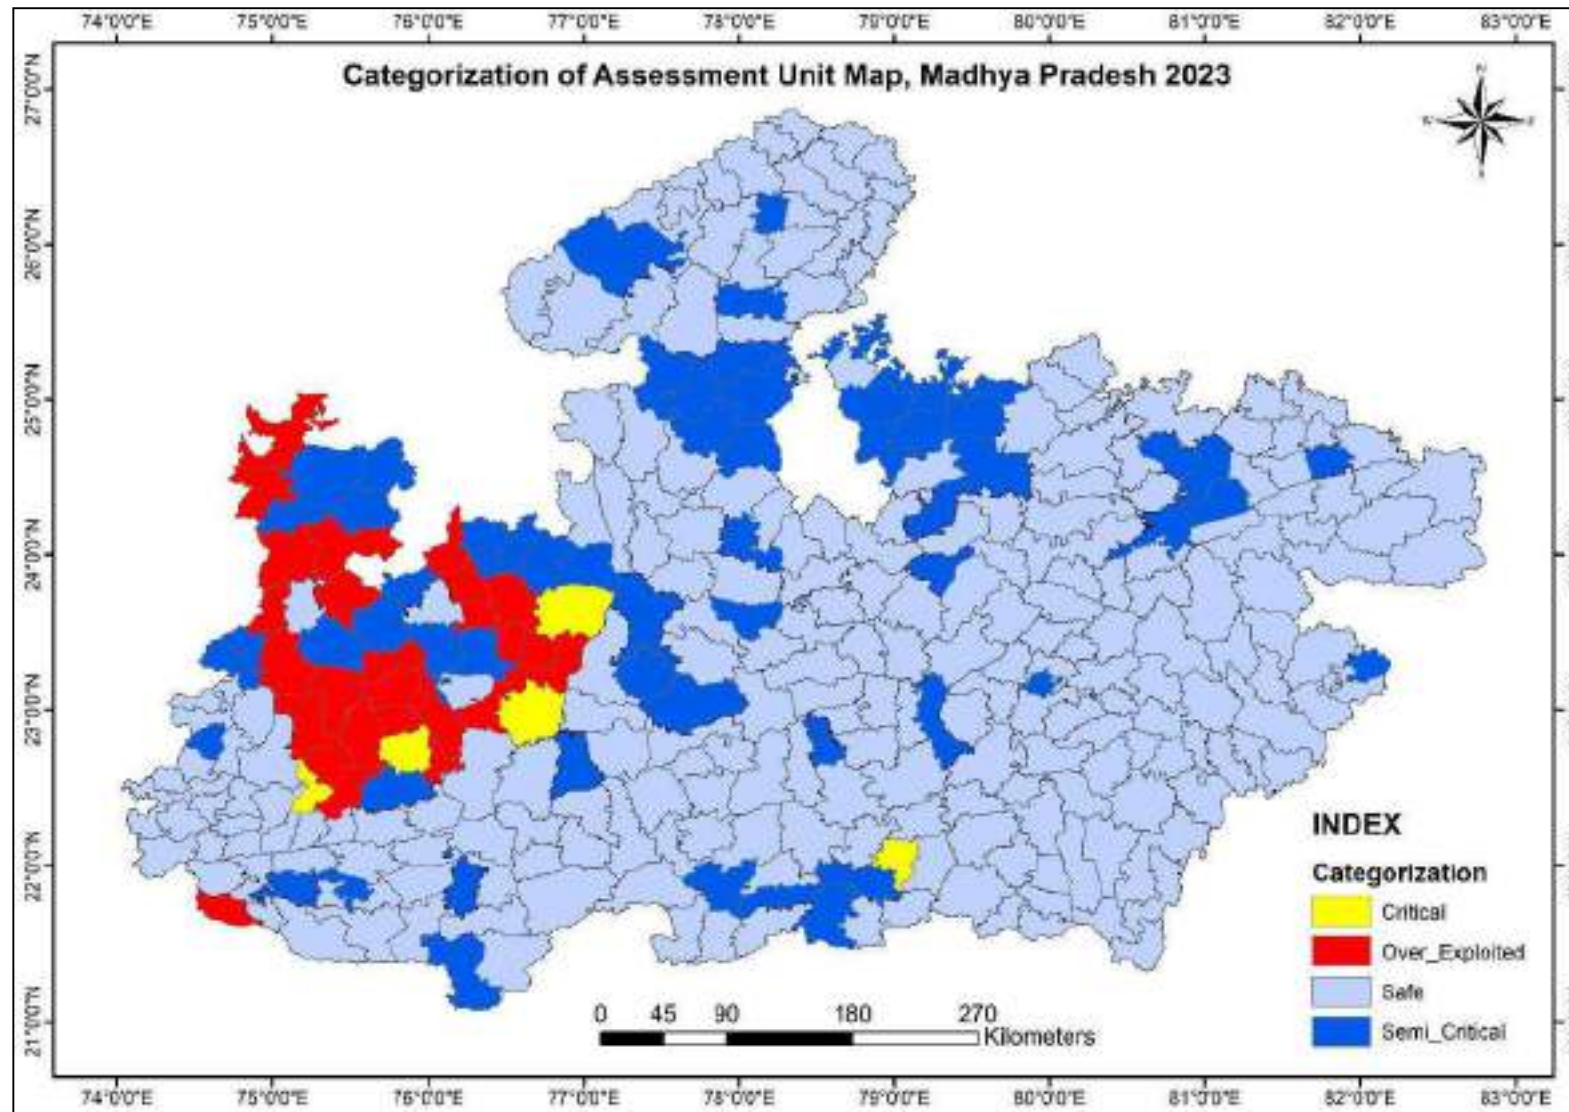 74°0'0"E 75°0'0"E 76°0'0"E 77°0'0"E 78°0'0"E 79°0'0"E 80°0'0"E 81°0'0"E 82°0'0"E 83°0'0"E
Categorization of Assessment Unit Map, Madhya Pradesh 2023
N
W E
S
27°0'0"N
26°0'0"N
25°0'0"N
24°0'0"N
23°0'0"N
22°0'0"N
21°0'0"N
INDEX
Categorization
Critical
Over_Exploited
Safe
Semi_Critical
0 45 90 180 270
Kilometers
74°0'0"E 75°0'0"E 76°0'0"E 77°0'0"E 78°0'0"E 79°0'0"E 80°0'0"E 81°0'0"E 82°0'0"E 83°0'0"E